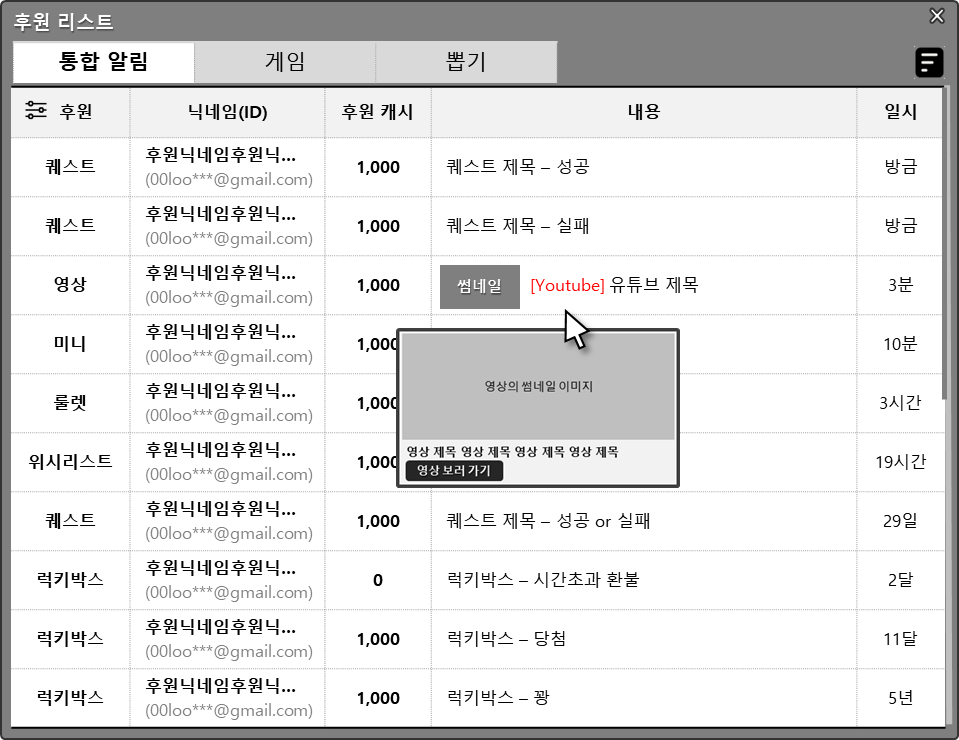 후원 리스트
통합 알림 게임 뽑기
후원 닉네임(ID) 후원 캐시 내용 일시
퀘스트 후원닉네임후원닉... 1,000 퀘스트 제목 – 성공 방금
(00loo***@gmail.com)
퀘스트 후원닉네임후원닉... 1,000 퀘스트 제목 – 실패 방금
(00loo***@gmail.com)
영상 후원닉네임후원닉... 1,000 썸네일 [Youtube] 유튜브 제목 3분
(00loo***@gmail.com)
미니 후원닉네임후원닉... 1,000 10분
(00loo***@gmail.com)
영상의 썸네일 이미지
룰렛 후원닉네임후원닉... 1,000 3시간
(00loo***@gmail.com)
영상 제목 영상 제목 영상 제목 영상 제목
위시리스트 후원닉네임후원닉... 1,000 19시간
(00loo***@gmail.com)
영상 보러 가기
퀘스트 후원닉네임후원닉... 1,000 퀘스트 제목 – 성공 or 실패 29일
(00loo***@gmail.com)
럭키박스 후원닉네임후원닉... 0 럭키박스 – 시간초과 환불 2달
(00loo***@gmail.com)
럭키박스 후원닉네임후원닉... 1,000 럭키박스 – 당첨 11달
(00loo***@gmail.com)
럭키박스 후원닉네임후원닉... 1,000 럭키박스 – 꽝 5년
(00loo***@gmail.com)